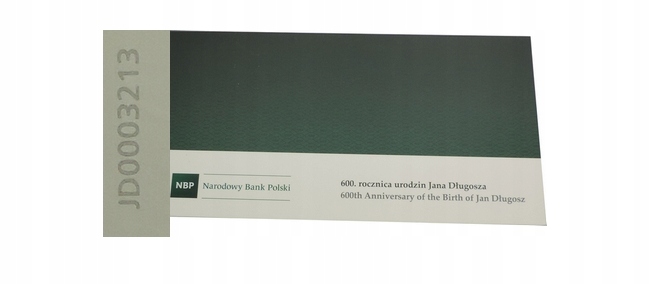 JD0003213
NBP Narodowy Bank Polski
600. rocznica urodzin Jana Długosza
600th Anniversary of the Birth of Jan Długosz